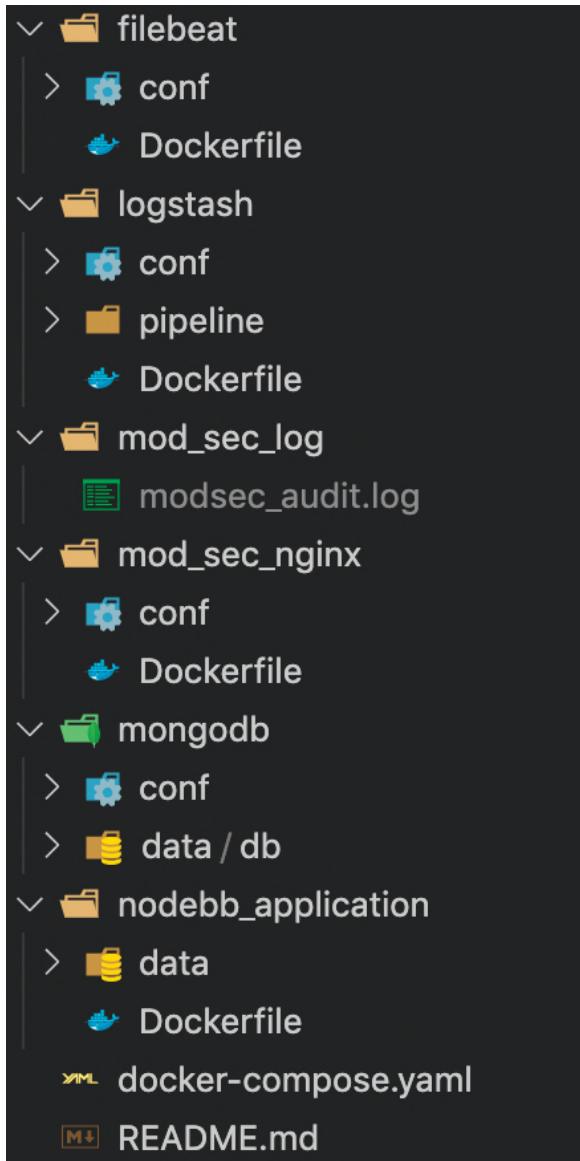 filebeat
conf
Dockerfile
logstash
conf
pipeline
Dockerfile
mod_sec_log
modsec_audit.log
mod_sec_nginx
conf
Dockerfile
mongodb
conf
data / db
nodebb_application
data
Dockerfile
YAML docker-compose.yaml
M README.md